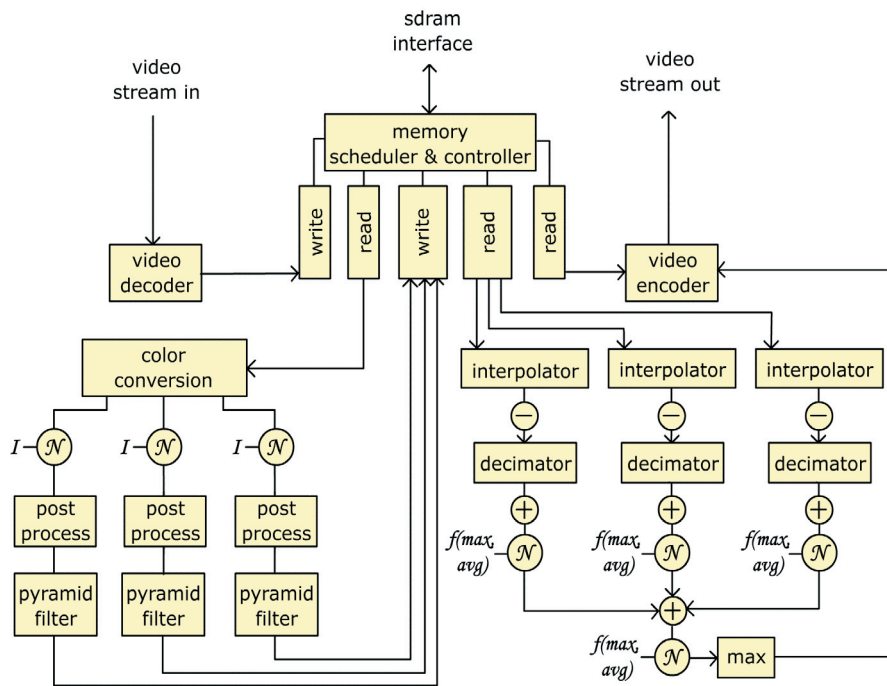 sdram
interface
video
stream in
video
stream out
memory
scheduler & controller
write
read
write
read
read
video
decoder
video
encoder
color
conversion
interpolator
interpolator
interpolator
I
N
I
N
I
N
−
−
−
decimator
decimator
decimator
post
process
post
process
post
process
+
+
+
f(max,
avg)
N
f(max,
avg)
N
f(max,
avg)
N
pyramid
filter
pyramid
filter
pyramid
filter
+
f(max,
avg)
N
max